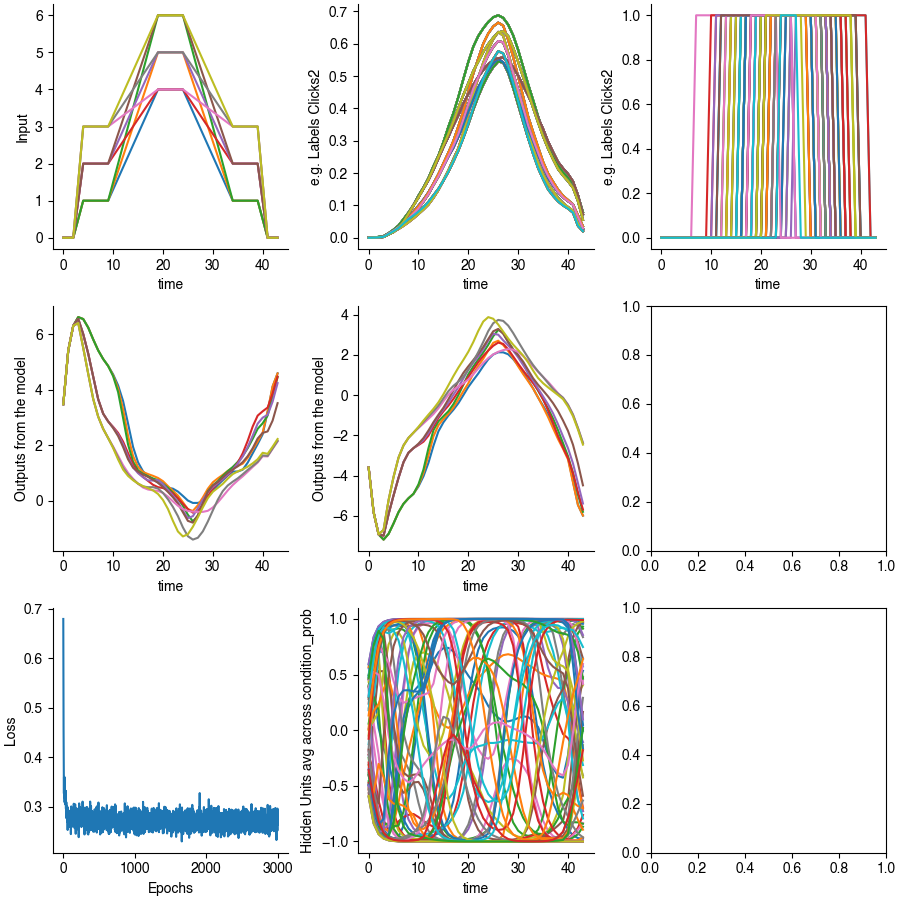 6
5
4
3
2
1
0
Input
0 10 20 30 40
time
0.7
0.6
0.5
0.4
0.3
0.2
0.1
0.0
e.g. Labels Clicks2
0 10 20 30 40
time
1.0
0.8
0.6
0.4
0.2
0.0
e.g. Labels Clicks2
0 10 20 30 40
time
6
4
2
0
Outputs from the model
0 10 20 30 40
time
4
2
0
−2
−4
−6
Outputs from the model
0 10 20 30 40
time
1.0
0.8
0.6
0.4
0.2
0.0
0.0 0.2 0.4 0.6 0.8 1.0
0.7
0.6
0.5
0.4
0.3
Loss
0 1000 2000 3000
Epochs
1.0
0.5
0.0
−0.5
−1.0
Hidden Units avg across condition_prob
0 10 20 30 40
time
1.0
0.8
0.6
0.4
0.2
0.0
0.0 0.2 0.4 0.6 0.8 1.0